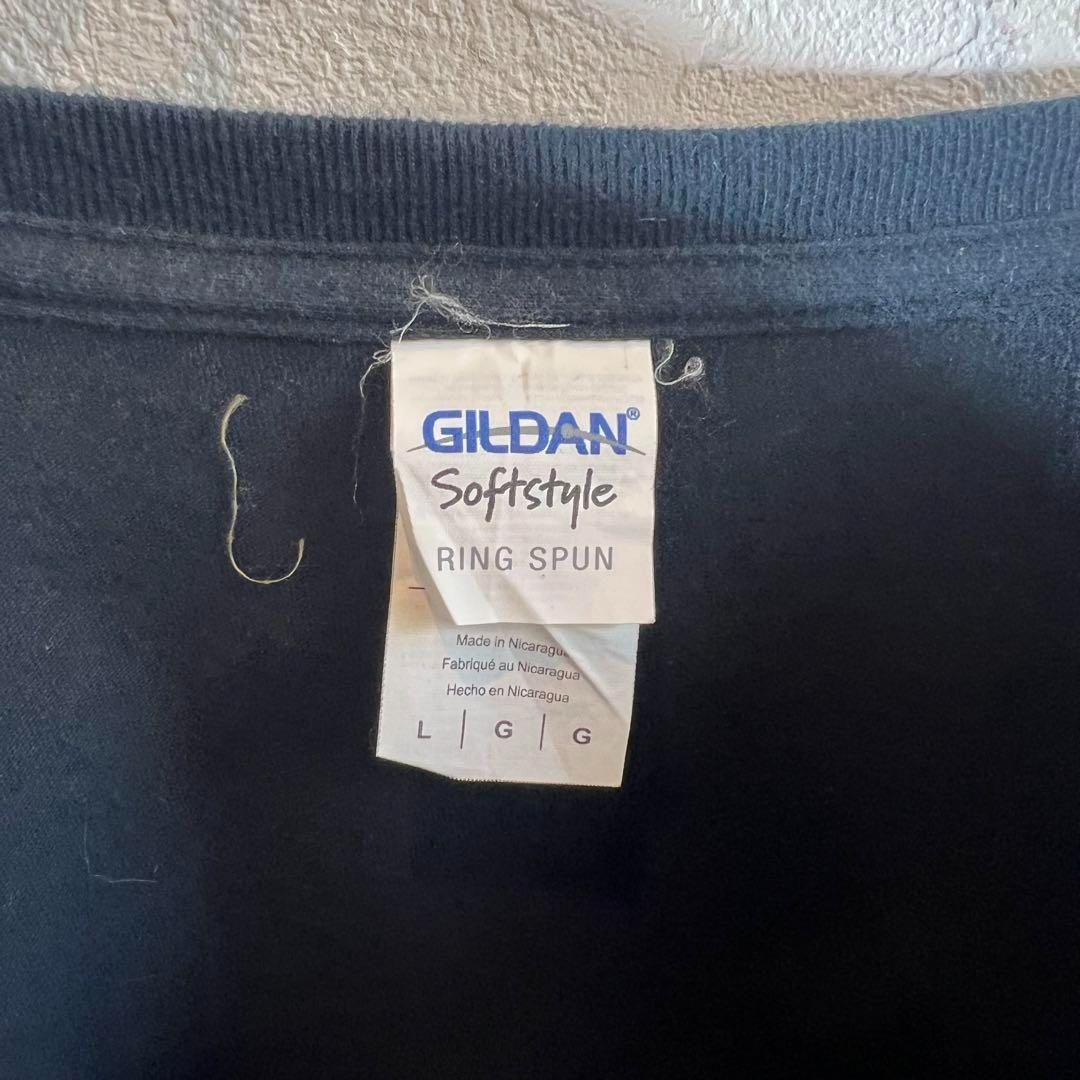 GILDAN®
Softstyle
RING SPUN
Made in Nicaragua
Fabriqué au Nicaragua
Hecho en Nicaragua
L | G | G